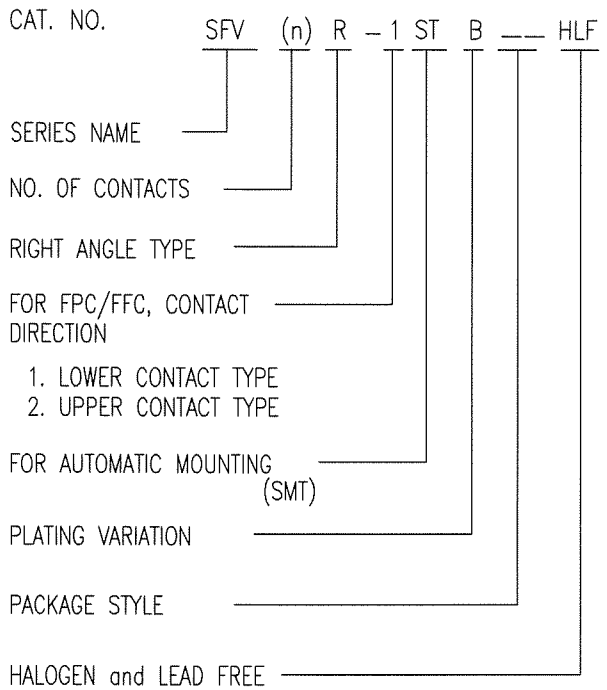 CAT. NO. SFV (n) R - 1 ST B __ HLF
SERIES NAME
NO. OF CONTACTS
RIGHT ANGLE TYPE
FOR FPC/FFC, CONTACT
DIRECTION
1. LOWER CONTACT TYPE
2. UPPER CONTACT TYPE
FOR AUTOMATIC MOUNTING
(SMT)
PLATING VARIATION
PACKAGE STYLE
HALOGEN and LEAD FREE